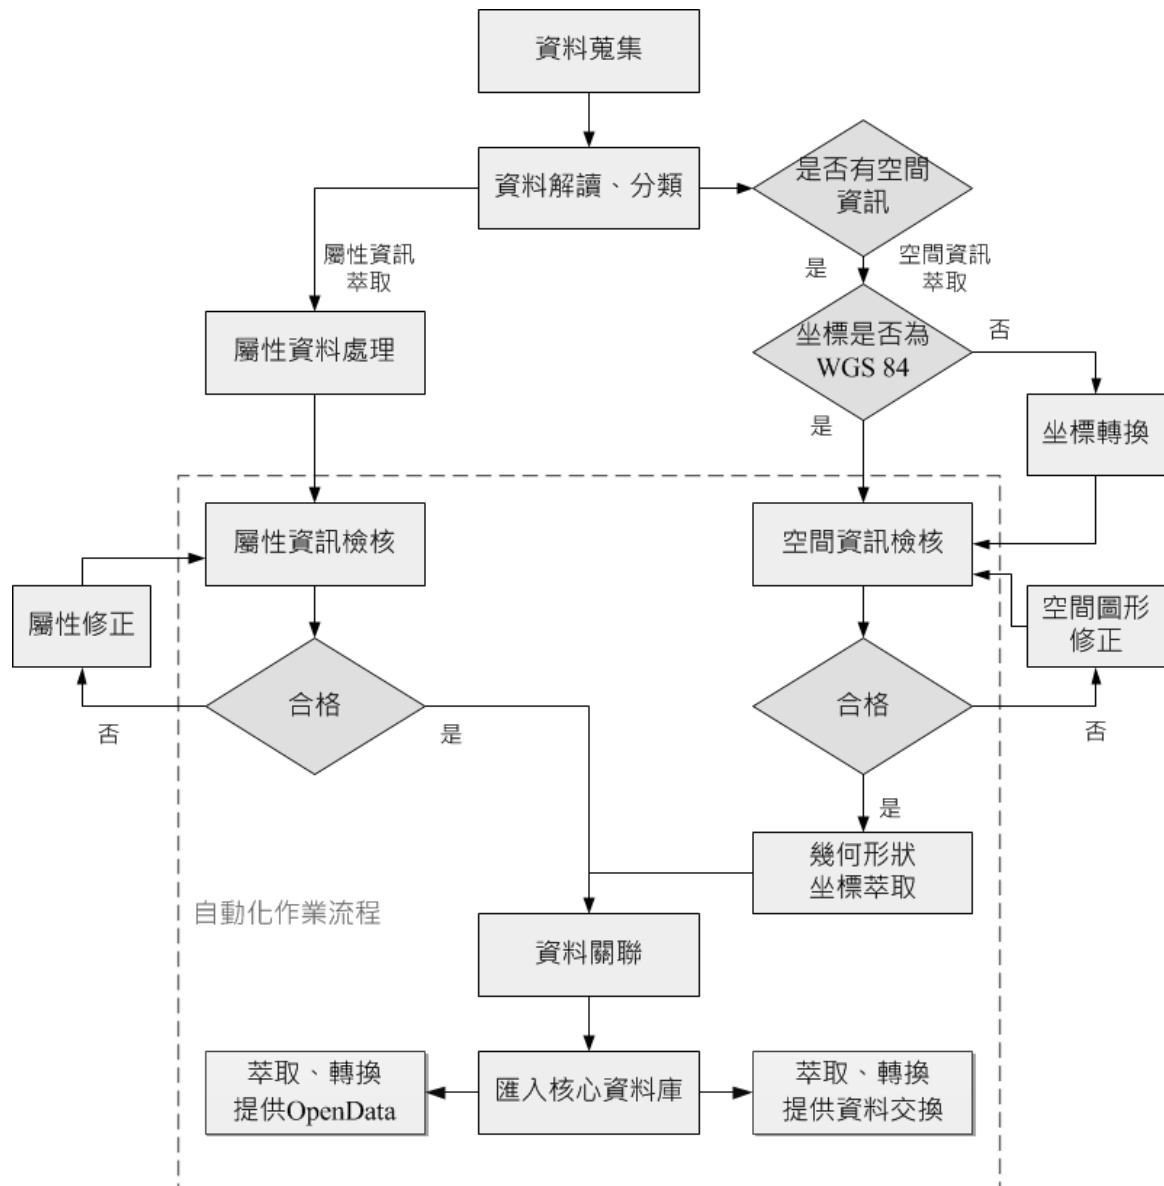 資料蒐集
資料解讀、分類
是否有空間
資訊
屬性資訊
萃取
是
空間資訊
萃取
屬性資料處理
坐標是否為
WGS 84
否
是
坐標轉換
屬性資訊檢核
空間資訊檢核
屬性修正
空間圖形
修正
合格
合格
否
是
否
是
幾何形狀
坐標萃取
自動化作業流程
資料關聯
萃取、轉換
提供OpenData
匯入核心資料庫
萃取、轉換
提供資料交換